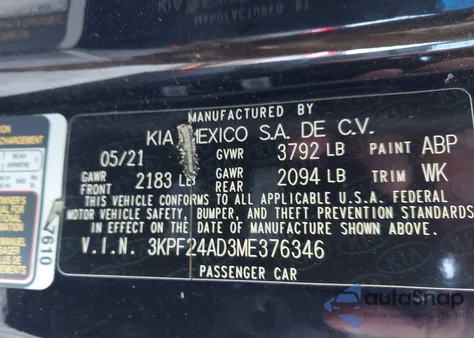 MANUFACTURED BY
KIA MEXICO S.A. DE C.V.
05/21 GVWR 3792 LB PAINT ABP
GAWR FRONT 2183 LB GAWR REAR 2094 LB TRIM WK
THIS VEHICLE CONFORMS TO ALL APPLICABLE U.S.A. FEDERAL
MOTOR VEHICLE SAFETY, BUMPER, AND THEFT PREVENTION STANDARDS
IN EFFECT ON THE DATE OF MANUFACTURE SHOWN ABOVE.
V.I.N. 3KPF24AD3ME376346
PASSENGER CAR
7610
autoSnap